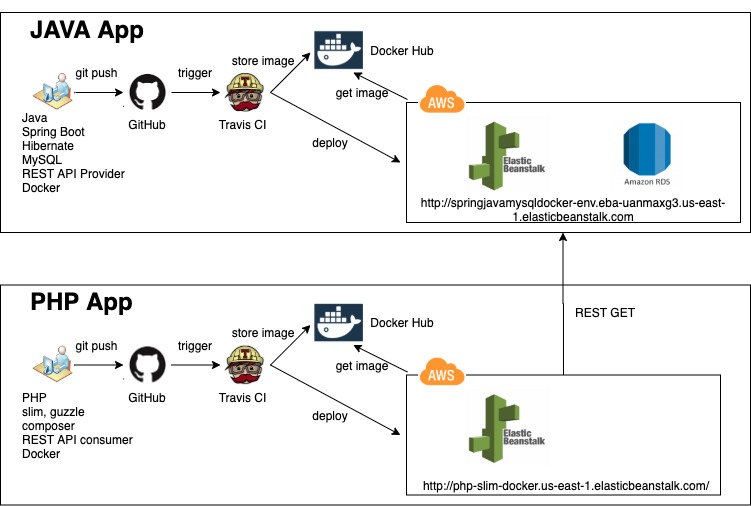 JAVA App
git push
trigger
store image
Docker Hub
get image
AWS
GitHub
T
Travis CI
deploy
Java
Spring Boot
Hibernate
MySQL
REST API Provider
Docker
Elastic
Beanstalk
Amazon RDS
http://springjavamysqldocker-env.eba-uanmaxg3.us-east-
1.elasticbeanstalk.com
REST GET
PHP App
git push
trigger
store image
Docker Hub
get image
AWS
GitHub
T
Travis CI
deploy
PHP
slim, guzzle
composer
REST API consumer
Docker
Elastic
Beanstalk
http://php-slim-docker.us-east-1.elasticbeanstalk.com/